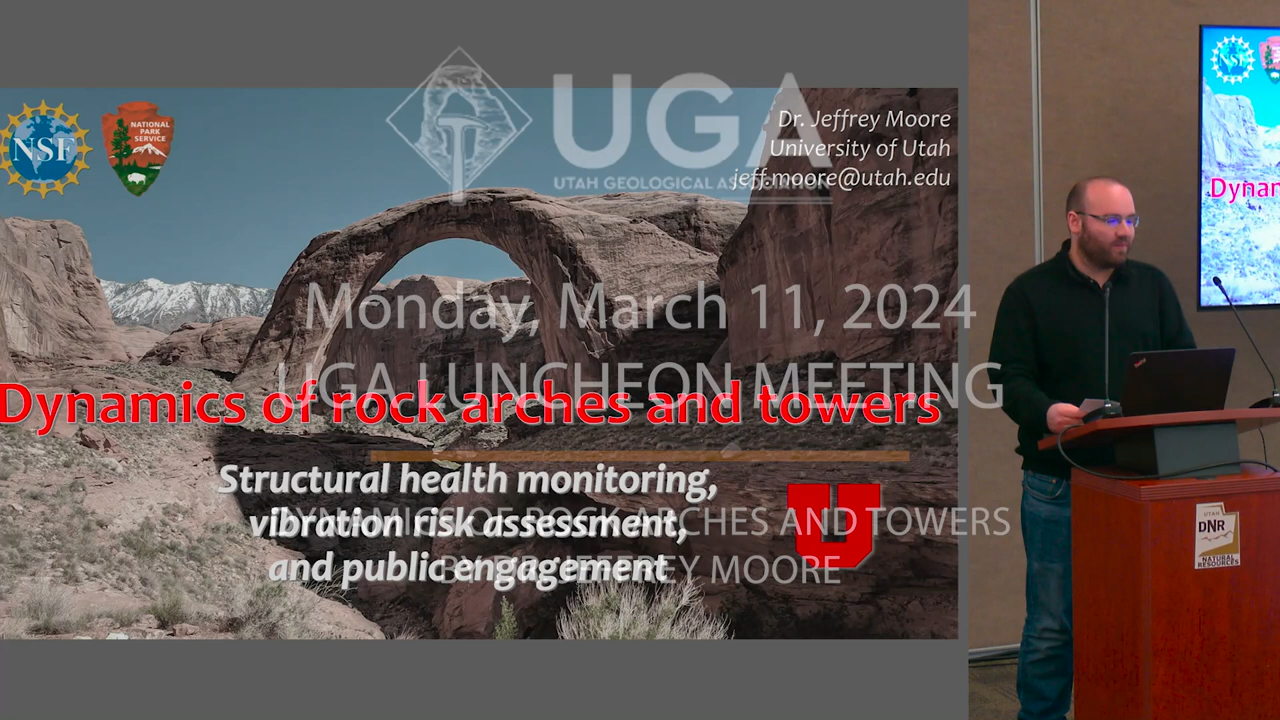 NSF
NATIONAL
PARK
SERVICE
UGA
UTAH GEOLOGICAL ASSOCIATION
Dr. Jeffrey Moore
University of Utah
jeff.moore@utah.edu
Monday, March 11, 2024
UGA LUNCHEON MEETING
Dynamics of rock arches and towers
Structural health monitoring,
vibration risk assessment,
and public engagement
U
DYNAMICS OF ROCK ARCHES AND TOWERS
BY DR. JEFFREY MOORE
NSF
Dynam
UTAH
DNR
NATURAL
RESOURCES